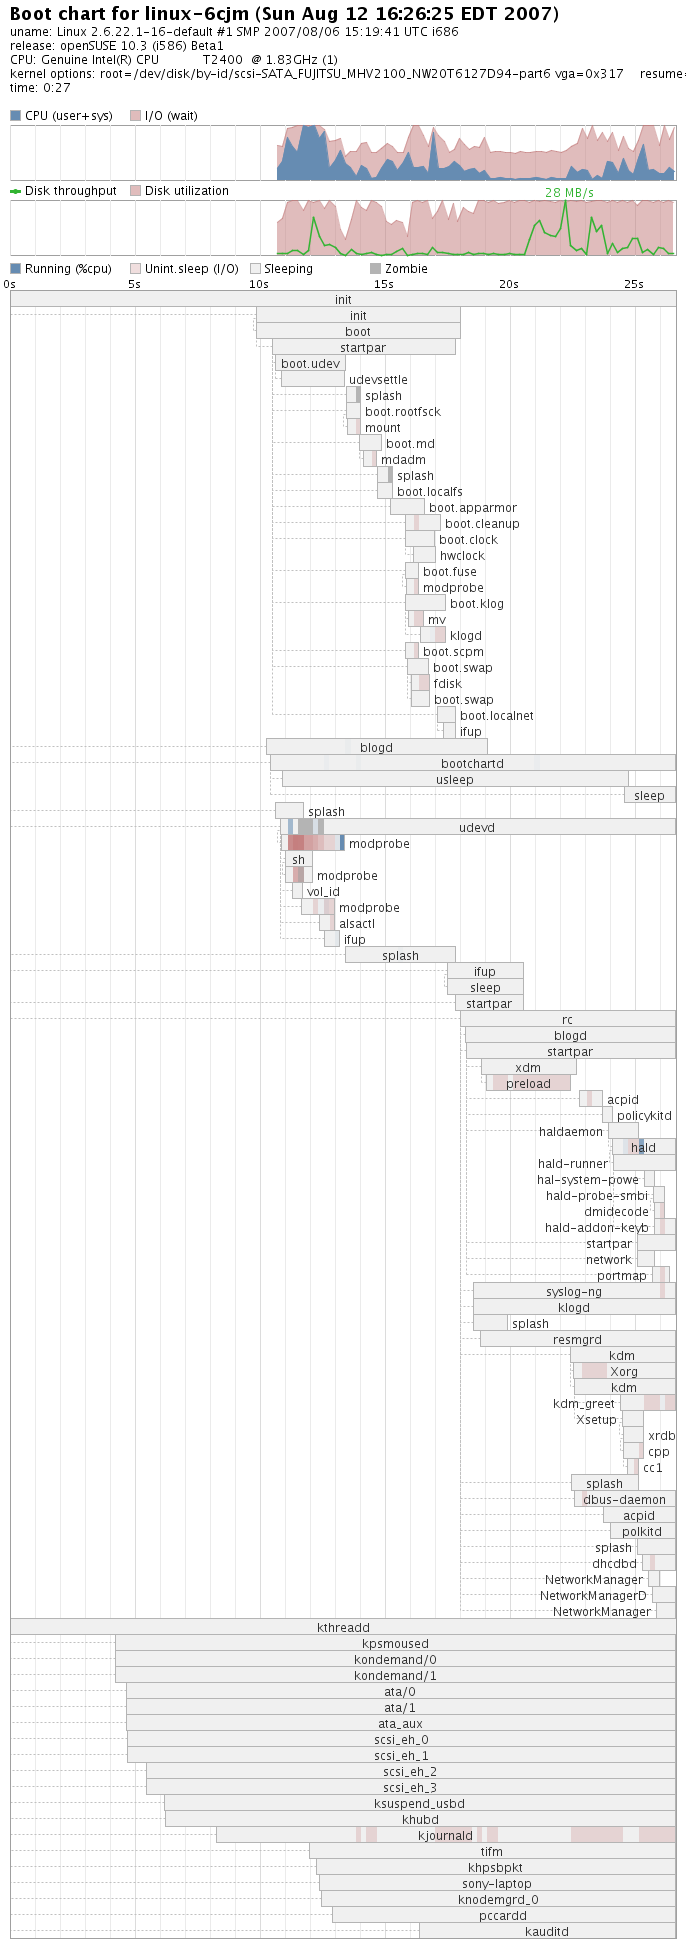 Boot chart for linux-6cjm (Sun Aug 12 16:26:25 EDT 2007)
uname: Linux 2.6.22.1-16-default #1 SMP 2007/08/06 15:19:41 UTC i686
release: openSUSE 10.3 (i586) Beta1
CPU: Genuine Intel(R) CPU T2400 @ 1.83GHz (1)
kernel options: root=/dev/disk/by-id/scsi-SATA_FUJITSU_MHV2100_NW20T6127D94-part6 vga=0x317 resume=
time: 0:27
CPU (user+sys) I/O (wait)
Disk throughput Disk utilization 28 MB/s
Running (%cpu) Unint.sleep (I/O) Sleeping Zombie
0s 5s 10s 15s 20s 25s
init
init
boot
startpar
boot.udev
udevsettle
splash
boot.rootfsck
mount
boot.md
mdadm
splash
boot.localfs
boot.apparmor
boot.cleanup
boot.clock
hwclock
boot.fuse
modprobe
boot.klog
mv
klogd
boot.scpm
boot.swap
fdisk
boot.swap
boot.localnet
ifup
blogd
bootchartd
usleep
sleep
splash
udevd
modprobe
sh
modprobe
vol_id
modprobe
alsactl
ifup
splash
ifup
sleep
startpar
rc
blogd
startpar
xdm
preload
acpid
policykitd
haldaemon
hald
hald-runner
hal-system-powe
hald-probe-smbi
dmidecode
hald-addon-keyb
startpar
network
portmap
syslog-ng
klogd
splash
resmgrd
kdm
Xorg
kdm
kdm_greet
Xsetup
xrdb
cpp
cc1
splash
dbus-daemon
acpid
polkitd
splash
dhcdbd
NetworkManager
NetworkManagerD
NetworkManager
kthreadd
kpsmoused
kondemand/0
kondemand/1
ata/0
ata/1
ata_aux
scsi_eh_0
scsi_eh_1
scsi_eh_2
scsi_eh_3
ksuspend_usbd
khubd
kjournald
tifm
khpsbpkt
sony-laptop
knodemgrd_0
pccardd
kauditd